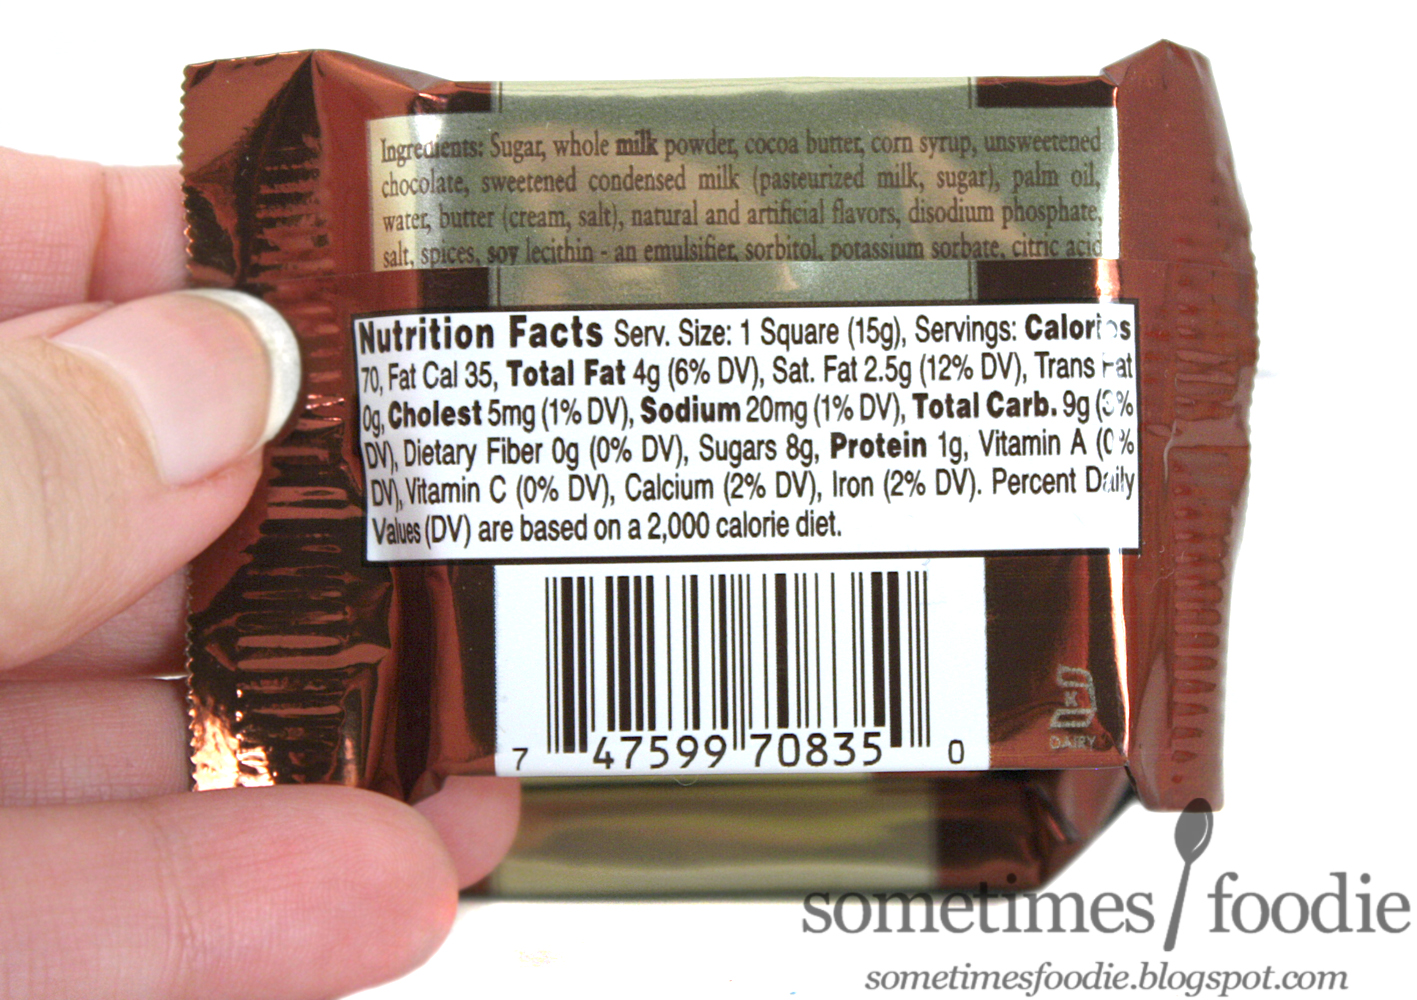 Ingredients: Sugar, whole milk powder, cocoa butter, corn syrup, unsweetened
chocolate, sweetened condensed milk (pasteurized milk, sugar), palm oil,
water, butter (cream, salt), natural and artificial flavors, disodium phosphate,
salt, spices, soy lecithin - an emulsifier, sorbitol, potassium sorbate, citric acid
Nutrition Facts Serv. Size: 1 Square (15g), Servings: Calories
70, Fat Cal 35, Total Fat 4g (6% DV), Sat. Fat 2.5g (12% DV), Trans Fat
0g, Cholest 5mg (1% DV), Sodium 20mg (1% DV), Total Carb. 9g (3%
DV), Dietary Fiber 0g (0% DV), Sugars 8g, Protein 1g, Vitamin A (0%
DV), Vitamin C (0% DV), Calcium (2% DV), Iron (2% DV). Percent Daily
Values (DV) are based on a 2,000 calorie diet.
7 47599 70835 0
K
DAIRY
sometimes foodie
sometimesfoodie.blogspot.com